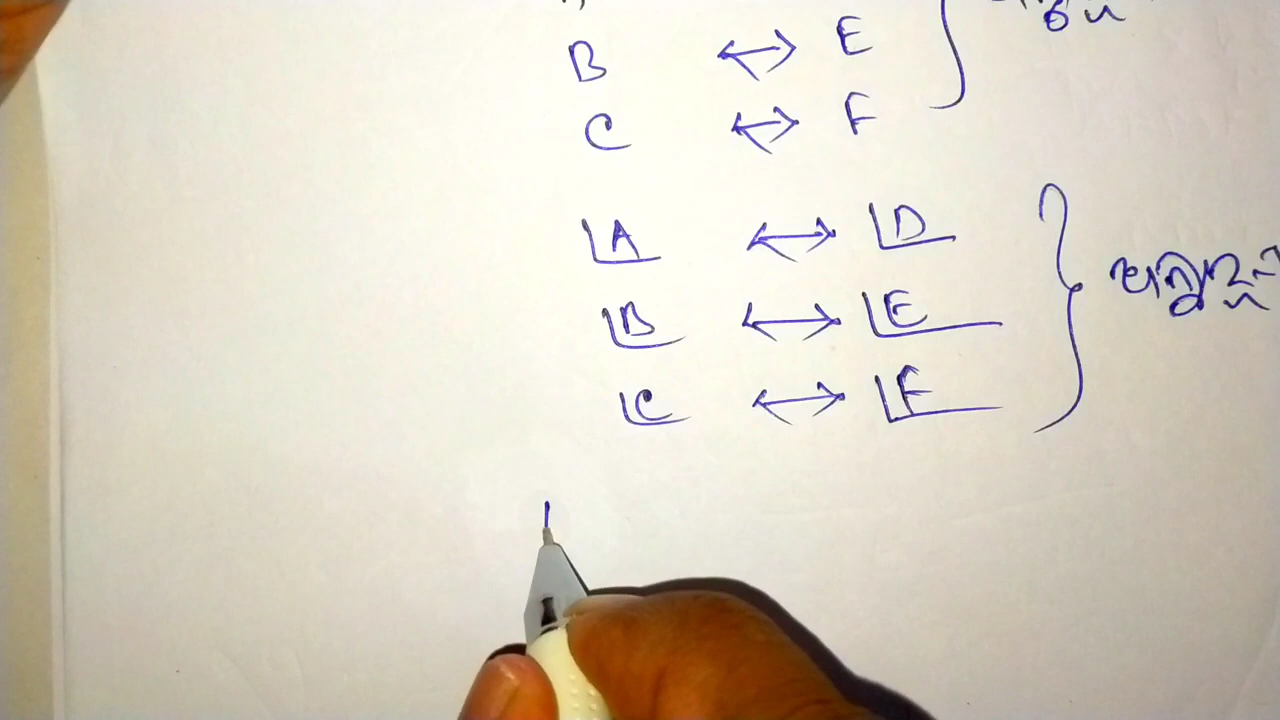 B ↔ E
C ↔ F
∠A ↔ ∠D
∠B ↔ ∠E
∠C ↔ ∠F